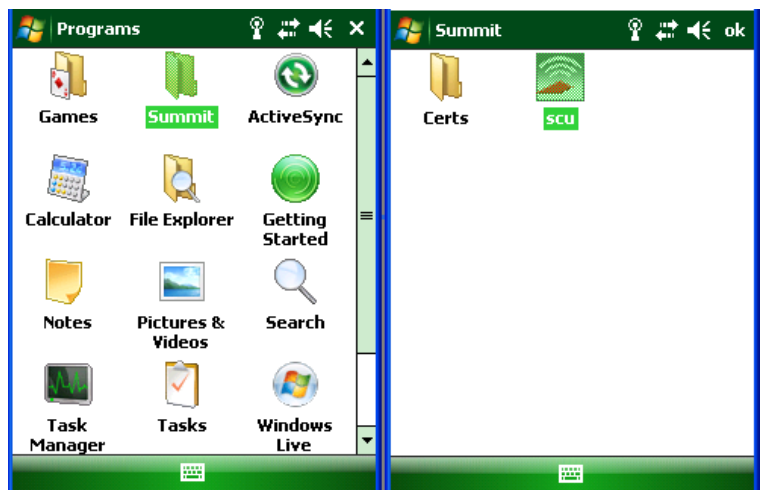 Programs
Games
Summit
ActiveSync
Calculator
File Explorer
Getting
Started
Notes
Pictures &
Videos
Search
Task
Manager
Tasks
Windows
Live
Summit
ok
Certs
scu